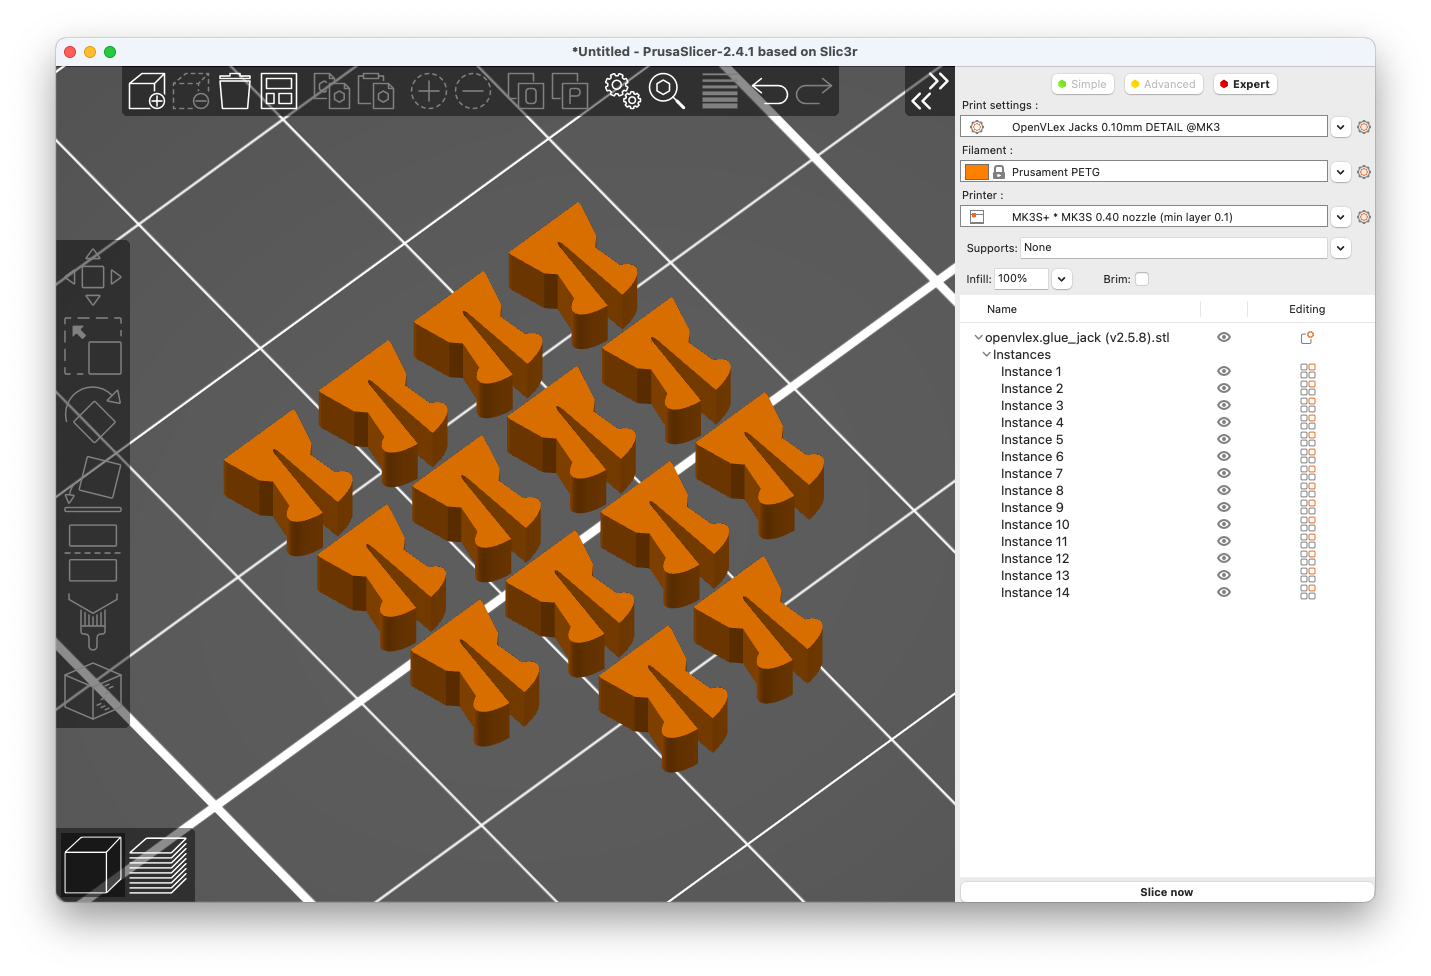 *Untitled - PrusaSlicer-2.4.1 based on Slic3r
Simple
Advanced
Expert
Print settings :
OpenVLex Jacks 0.10mm DETAIL @MK3
Filament :
Prusament PETG
Printer :
MK3S+ * MK3S 0.40 nozzle (min layer 0.1)
Supports: None
Infill: 100% Brim:
Name Editing
openvlex.glue_jack (v2.5.8).stl
Instances
Instance 1
Instance 2
Instance 3
Instance 4
Instance 5
Instance 6
Instance 7
Instance 8
Instance 9
Instance 10
Instance 11
Instance 12
Instance 13
Instance 14
Slice now